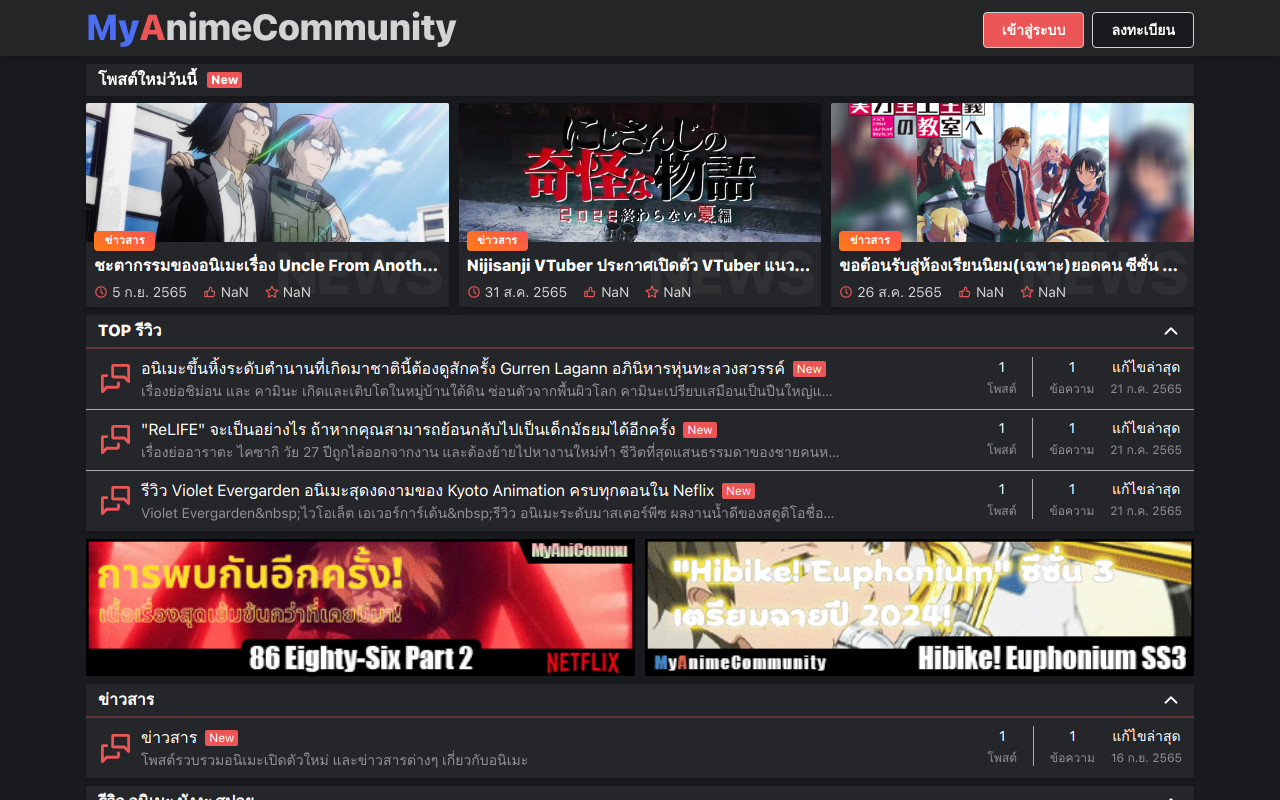 MyAnimeCommunity
เข้าสู่ระบบ
ลงทะเบียน
โพสต์ใหม่วันนี้ New
にじさんじの
奇怪な物語
2022終わらない夏編
の教室へ
ข่าวสาร
ข่าวสาร
ข่าวสาร
NEWS
NEWS
NEWS
ชะตากรรมของอนิเมะเรื่อง Uncle From Anoth...
Nijisanji VTuber ประกาศเปิดตัว VTuber แนว...
ขอต้อนรับสู่ห้องเรียนนิยม(เฉพาะ)ยอดคน ซีซั่น ...
5 ก.ย. 2565 NaN NaN
31 ส.ค. 2565 NaN NaN
26 ส.ค. 2565 NaN NaN
TOP รีวิว
อนิเมะขึ้นหิ้งระดับตำนานที่เกิดมาชาตินี้ต้องดูสักครั้ง Gurren Lagann อภินิหารหุ่นทะลวงสวรรค์ New
เรื่องย่อชิม่อน และ คามินะ เกิดและเติบโตในหมู่บ้านใต้ดิน ซ่อนตัวจากพื้นผิวโลก คามินะเปรียบเสมือนเป็นปืนใหญ่แ...
1 1 แก้ไขล่าสุด
โพสต์ ข้อความ 21 ก.ค. 2565
"ReLIFE" จะเป็นอย่างไร ถ้าหากคุณสามารถย้อนกลับไปเป็นเด็กมัธยมได้อีกครั้ง New
เรื่องย่ออาราตะ ไคซากิ วัย 27 ปีถูกไล่ออกจากงาน และต้องย้ายไปหางานใหม่ทำ ชีวิตที่สุดแสนธรรมดาของชายคนห...
1 1 แก้ไขล่าสุด
โพสต์ ข้อความ 21 ก.ค. 2565
รีวิว Violet Evergarden อนิเมะสุดงดงามของ Kyoto Animation ครบทุกตอนใน Neflix New
Violet Evergarden&nbsp;ไวโอเล็ต เอเวอร์การ์เด้น&nbsp;รีวิว อนิเมะระดับมาสเตอร์พีซ ผลงานน้ำดีของสตูดิโอชื่อ...
1 1 แก้ไขล่าสุด
โพสต์ ข้อความ 21 ก.ค. 2565
MyAniCommu
การพบกันอีกครั้ง!
เนื้อเรื่องสุดเข้มข้นกว่าที่เคยมีมา!
86 Eighty-Six Part 2
NETFLIX
"Hibike! Euphonium" ซีซั่น 3
เตรียมฉายปี 2024!
MyAnimeCommunity
Hibike! Euphonium SS3
ข่าวสาร
ข่าวสาร New
โพสต์รวบรวมอนิเมะเปิดตัวใหม่ และข่าวสารต่างๆ เกี่ยวกับอนิเมะ
1 1 แก้ไขล่าสุด
โพสต์ ข้อความ 16 ก.ย. 2565